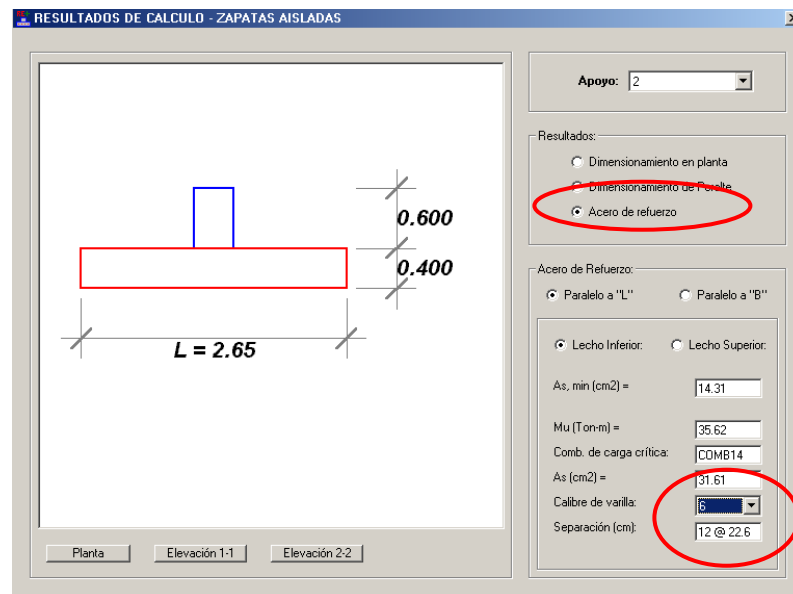 RESULTADOS DE CALCULO - ZAPATAS AISLADAS
Apoyo: 2
Resultados:
Dimensionamiento en planta
Dimensionamiento de Peralte
Acero de refuerzo
0.600
0.400
L = 2.65
Acero de Refuerzo:
Paralelo a "L" Paralelo a "B"
Lecho Inferior: Lecho Superior:
As, min (cm2) = 14.31
Mu (Ton-m) = 35.62
Comb. de carga crítica: COMB14
As (cm2) = 31.61
Calibre de varilla: 6
Separación (cm): 12 @ 22.6
Planta Elevación 1-1 Elevación 2-2